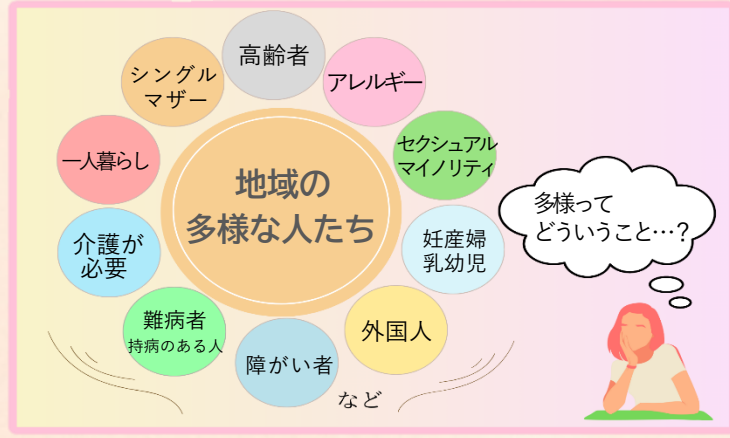 高齢者
アレルギー
セクシュアル
マイノリティ
妊産婦
乳幼児
外国人
障がい者
難病者
持病のある人
介護が
必要
一人暮らし
シングル
マザー
地域の
多様な人たち
など
多様って
どういうこと…?